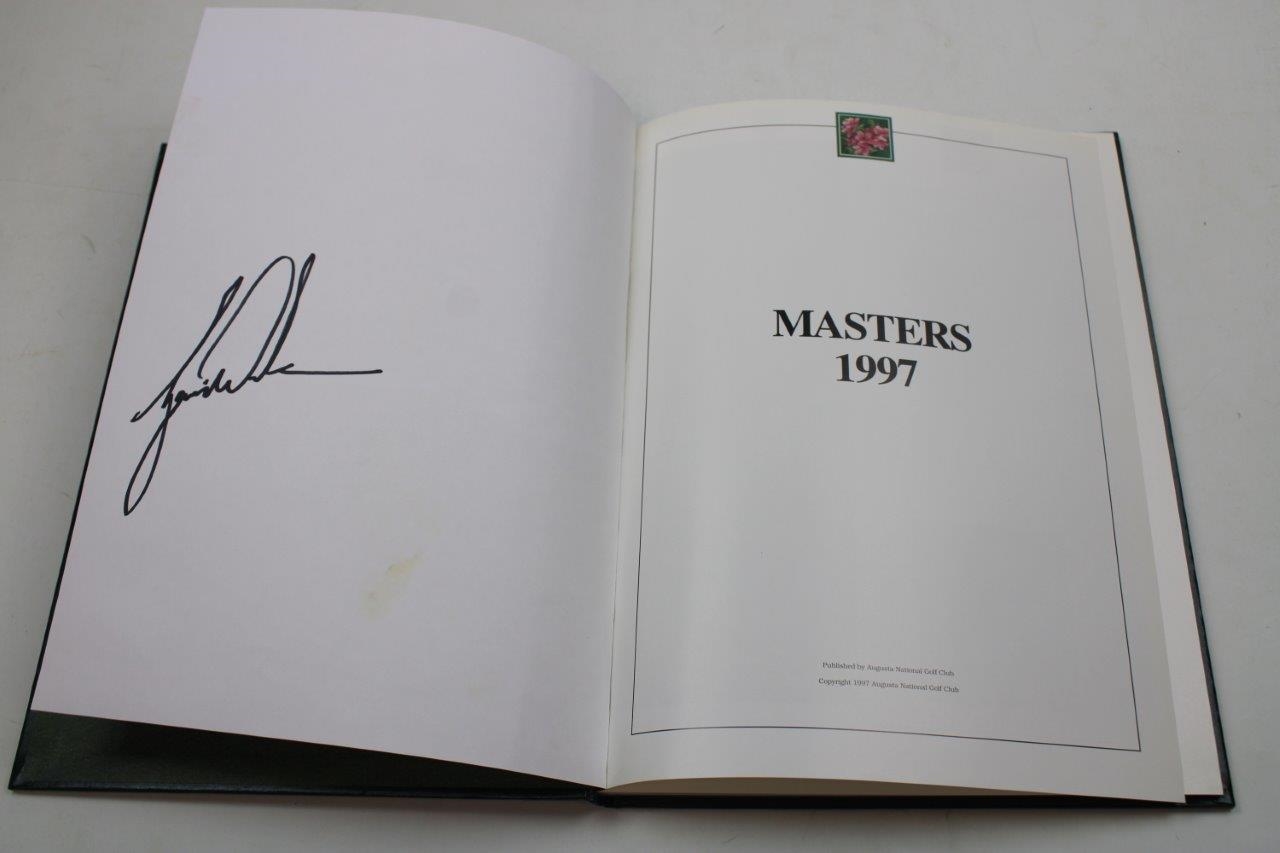 MASTERS
1997
Published by Augusta National Golf Club
Copyright 1997 Augusta National Golf Club